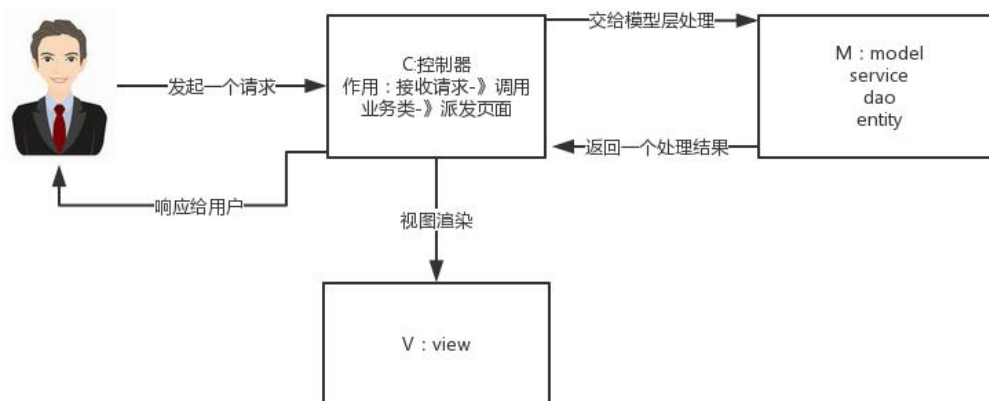 交给模型层处理
C:控制器
作用：接收请求-》调用
业务类-》派发页面
M：model
service
dao
entity
发起一个请求
返回一个处理结果
响应给用户
视图渲染
V：view